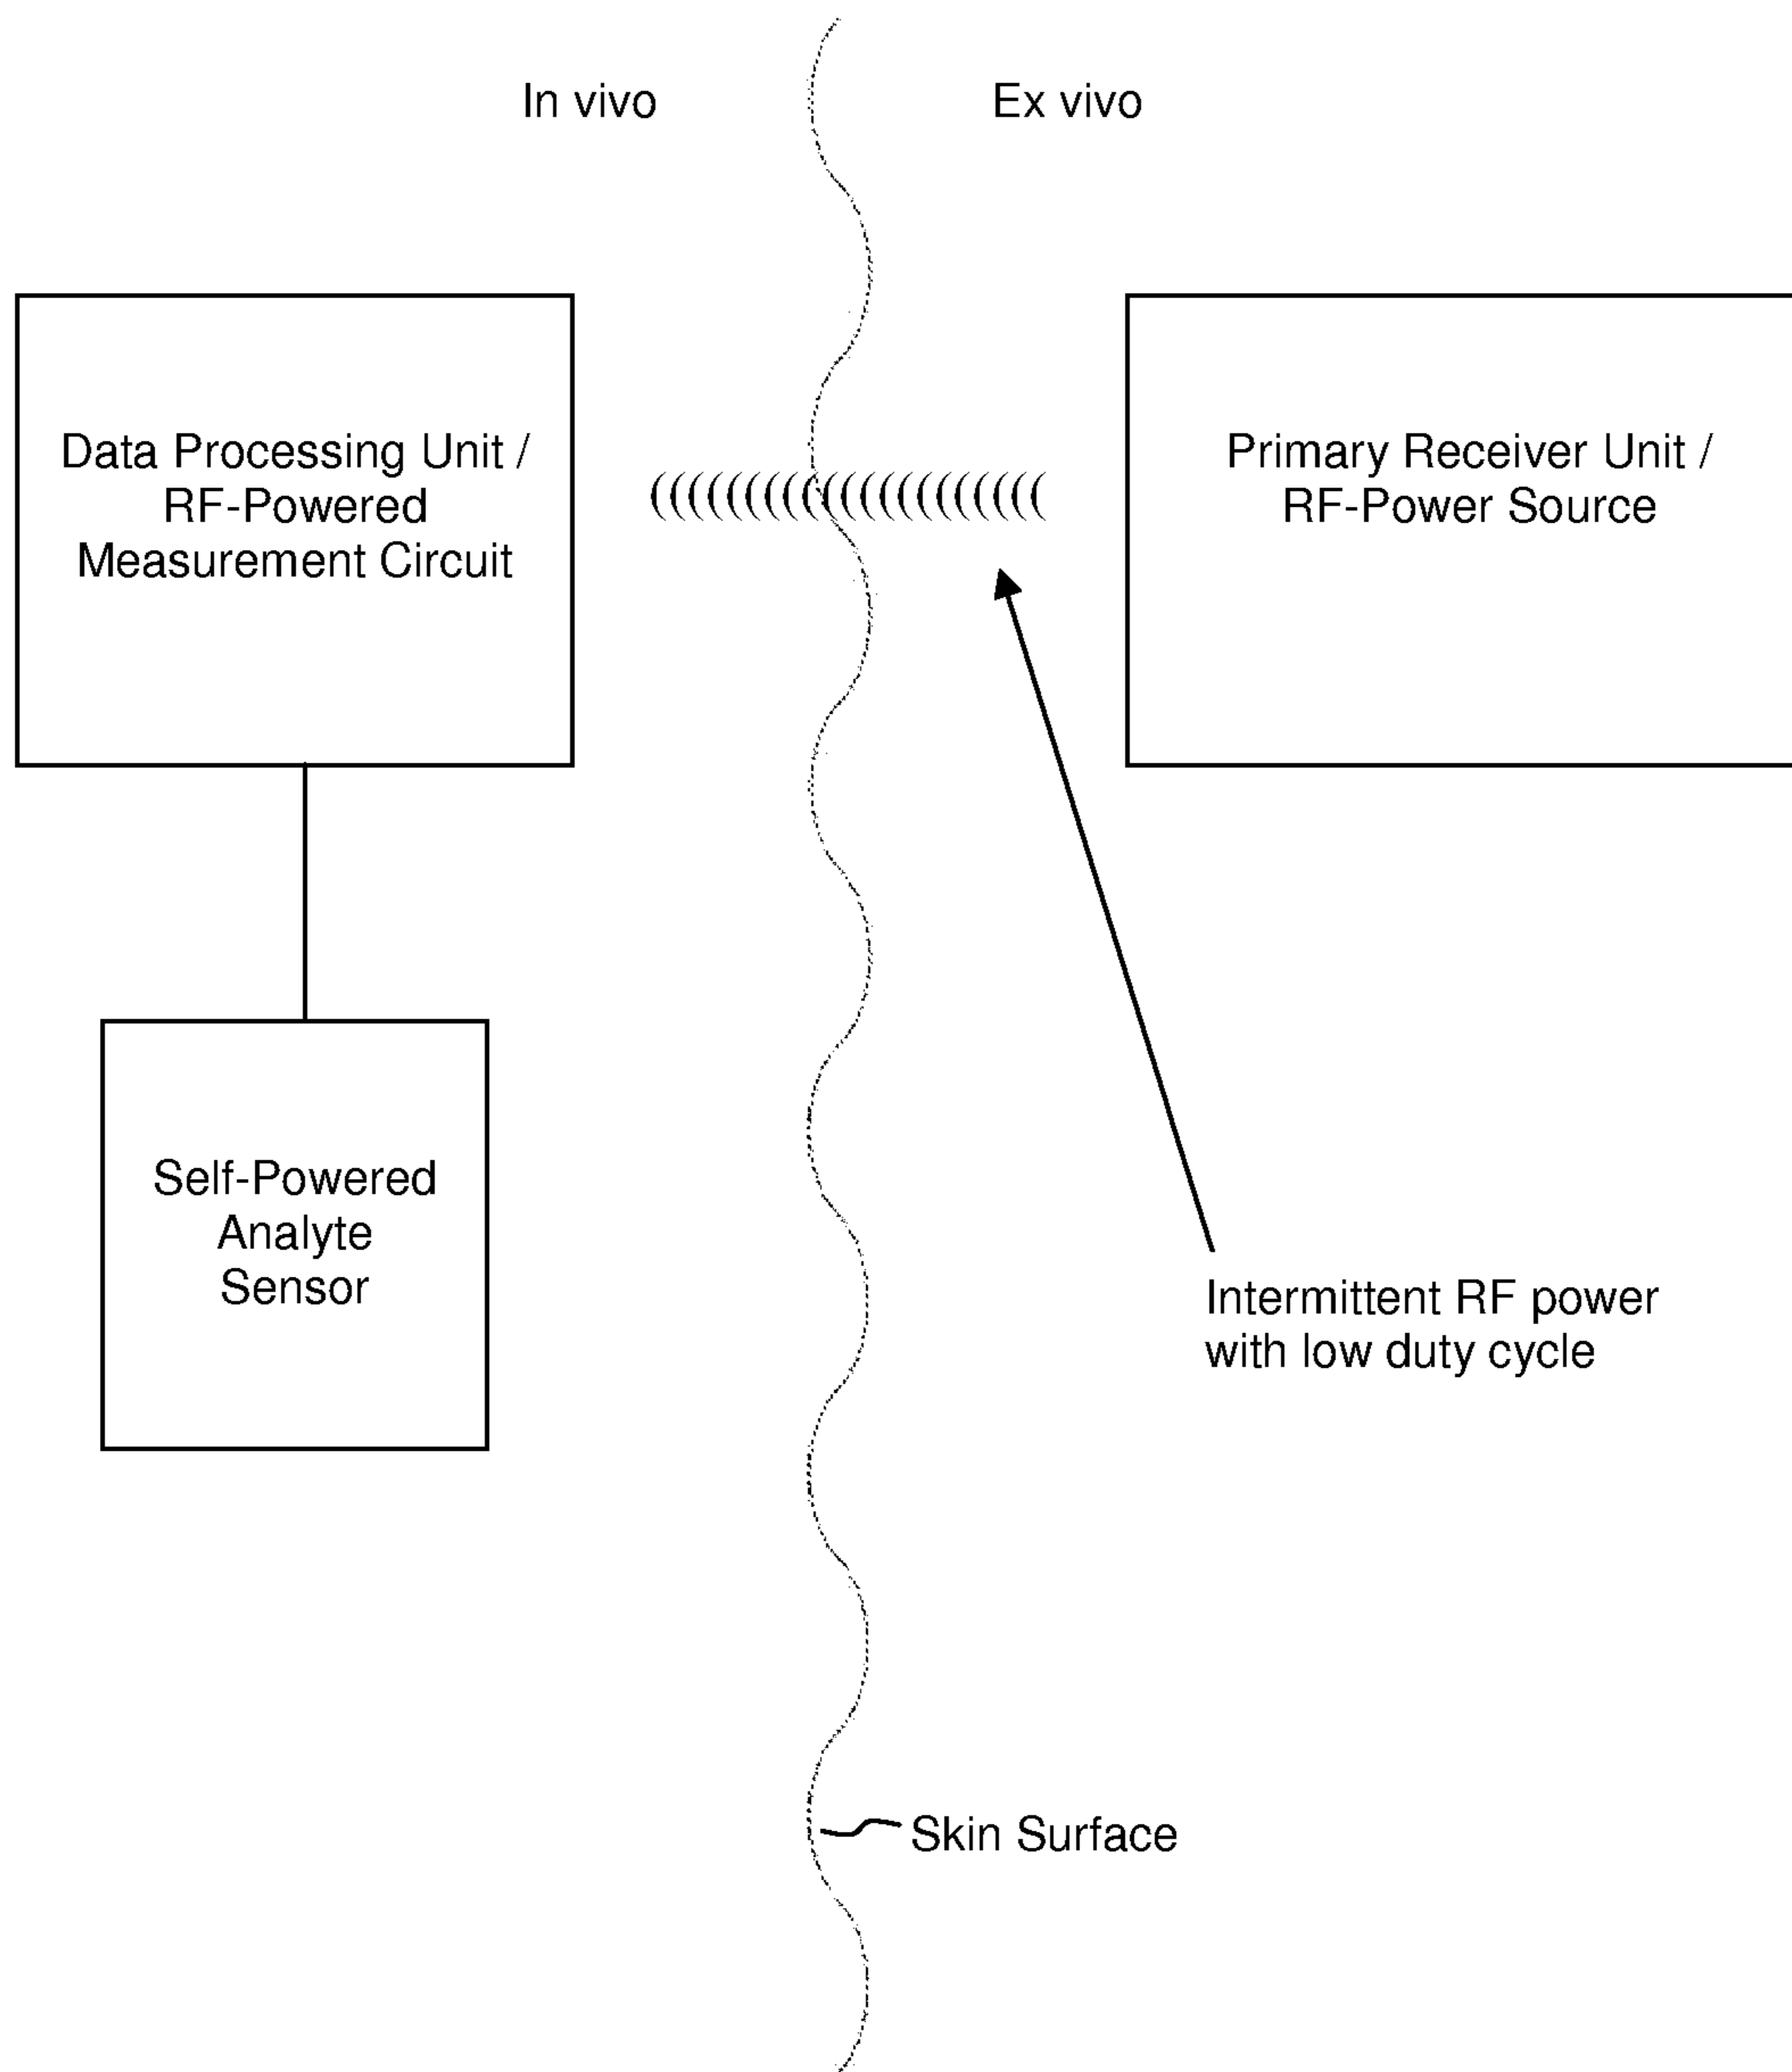 In vivo
Ex vivo
Data Processing Unit /
RF-Powered
Measurement Circuit
Primary Receiver Unit /
RF-Power Source
Self-Powered
Analyte
Sensor
Intermittent RF power
with low duty cycle
Skin Surface